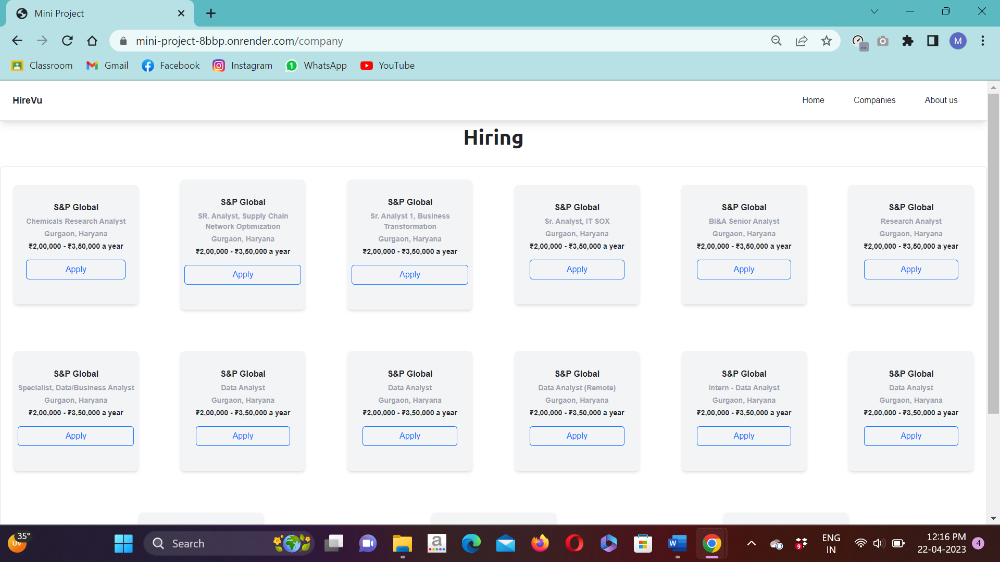 Mini Project
mini-project-8bbp.onrender.com/company
M
Classroom
Gmail
Facebook
1
Instagram
WhatsApp
YouTube
HireVu
Home
Companies
About us
Hiring
S&P Global
Chemicals Research Analyst
Gurgaon, Haryana
₹2,00,000 - ₹3,50,000 a year
Apply
S&P Global
SR. Analyst, Supply Chain
Network Optimization
Gurgaon, Haryana
₹2,00,000 - ₹3,50,000 a year
Apply
S&P Global
Sr. Analyst 1, Business
Transformation
Gurgaon, Haryana
₹2,00,000 - ₹3,50,000 a year
Apply
S&P Global
Sr. Analyst, IT SOX
Gurgaon, Haryana
₹2,00,000 - ₹3,50,000 a year
Apply
S&P Global
BI&A Senior Analyst
Gurgaon, Haryana
₹2,00,000 - ₹3,50,000 a year
Apply
S&P Global
Research Analyst
Gurgaon, Haryana
₹2,00,000 - ₹3,50,000 a year
Apply
S&P Global
Specialist, Data/Business Analyst
Gurgaon, Haryana
₹2,00,000 - ₹3,50,000 a year
Apply
S&P Global
Data Analyst
Gurgaon, Haryana
₹2,00,000 - ₹3,50,000 a year
Apply
S&P Global
Data Analyst
Gurgaon, Haryana
₹2,00,000 - ₹3,50,000 a year
Apply
S&P Global
Data Analyst (Remote)
Gurgaon, Haryana
₹2,00,000 - ₹3,50,000 a year
Apply
S&P Global
Intern - Data Analyst
Gurgaon, Haryana
₹2,00,000 - ₹3,50,000 a year
Apply
S&P Global
Data Analyst
Gurgaon, Haryana
₹2,00,000 - ₹3,50,000 a year
Apply
35°
UV
Search
a
W
9
ENG
IN
12:16 PM
22-04-2023
4